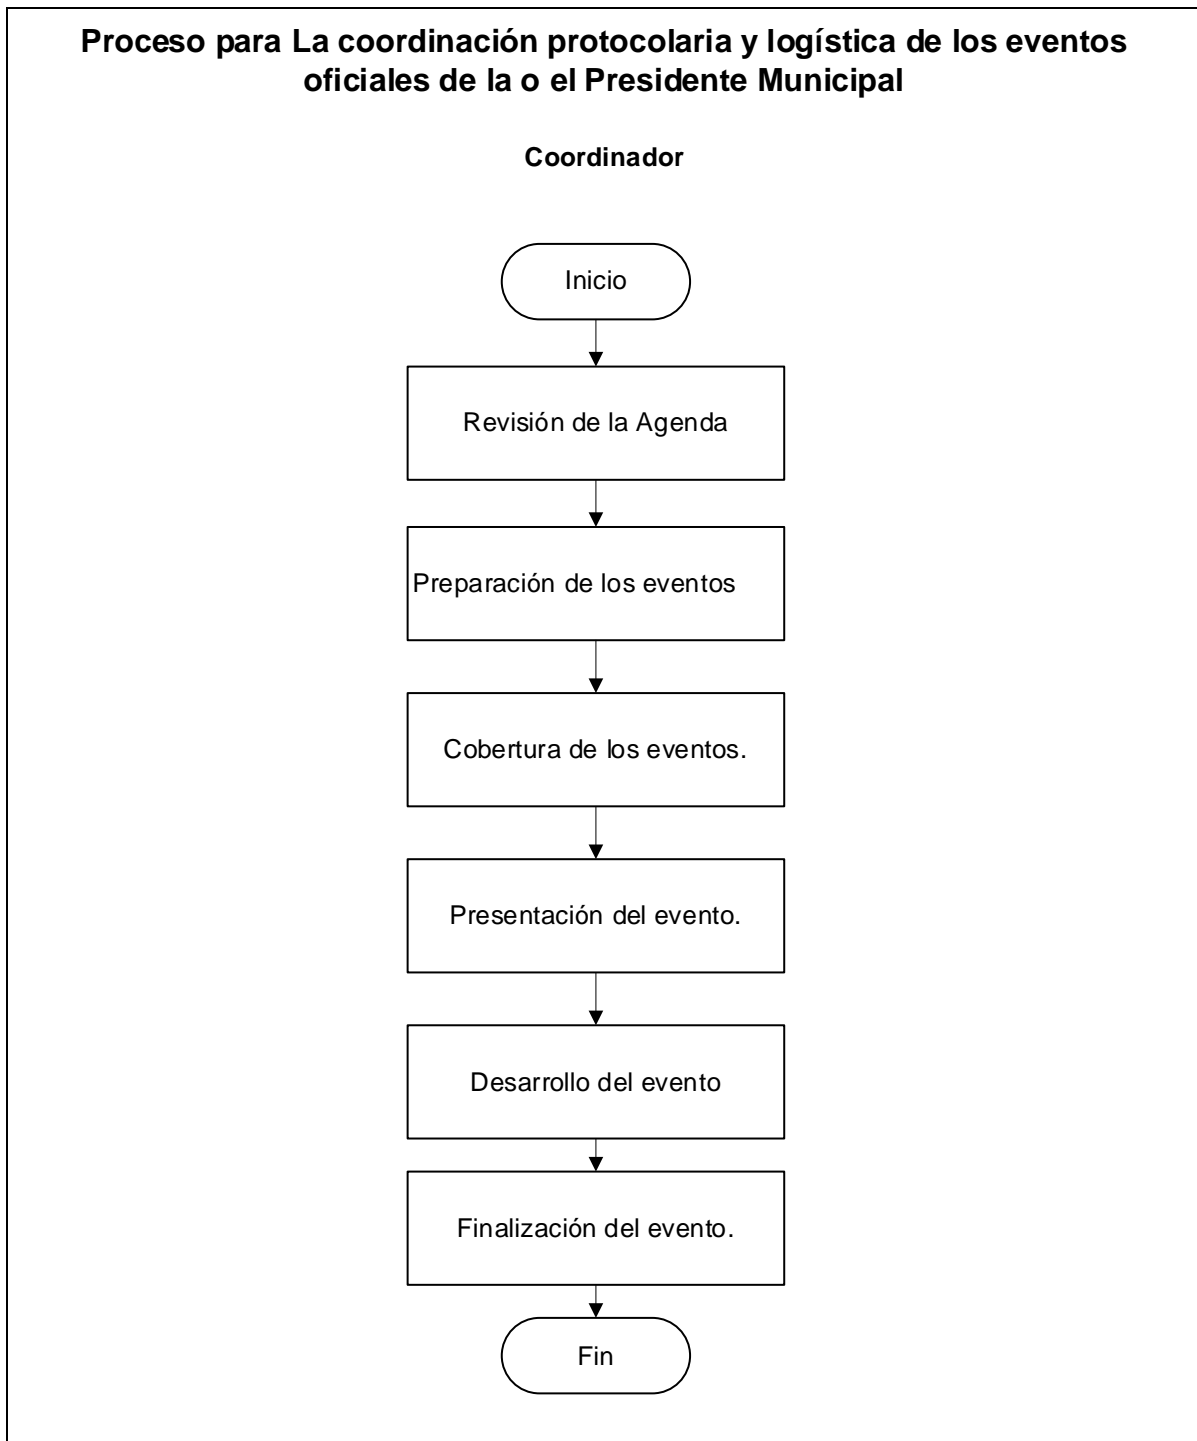 Proceso para La coordinación protocolaria y logística de los eventos
oficiales de la o el Presidente Municipal
Coordinador
Inicio
Revisión de la Agenda
Preparación de los eventos
Cobertura de los eventos.
Presentación del evento.
Desarrollo del evento
Finalización del evento.
Fin